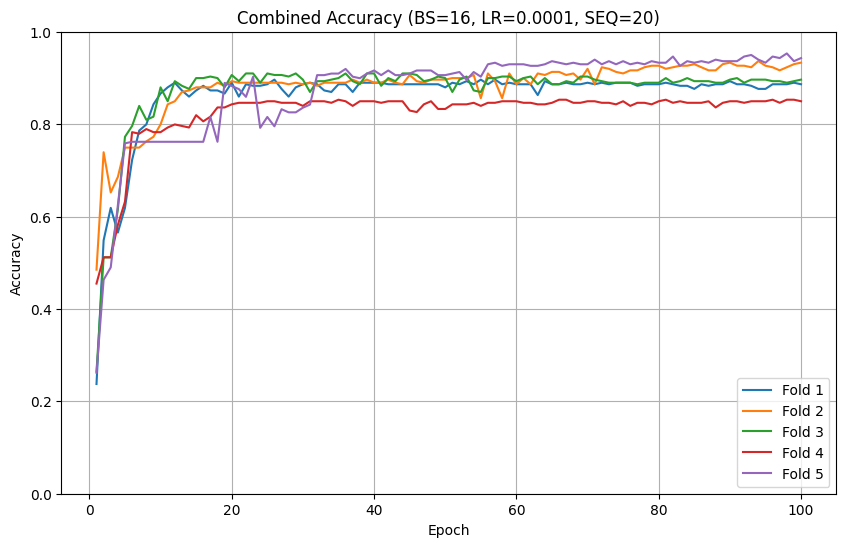 Combined Accuracy (BS=16, LR=0.0001, SEQ=20)
1.0
0.8
0.6
0.4
0.2
0.0
Accuracy
0 20 40 60 80 100
Epoch
Fold 1
Fold 2
Fold 3
Fold 4
Fold 5